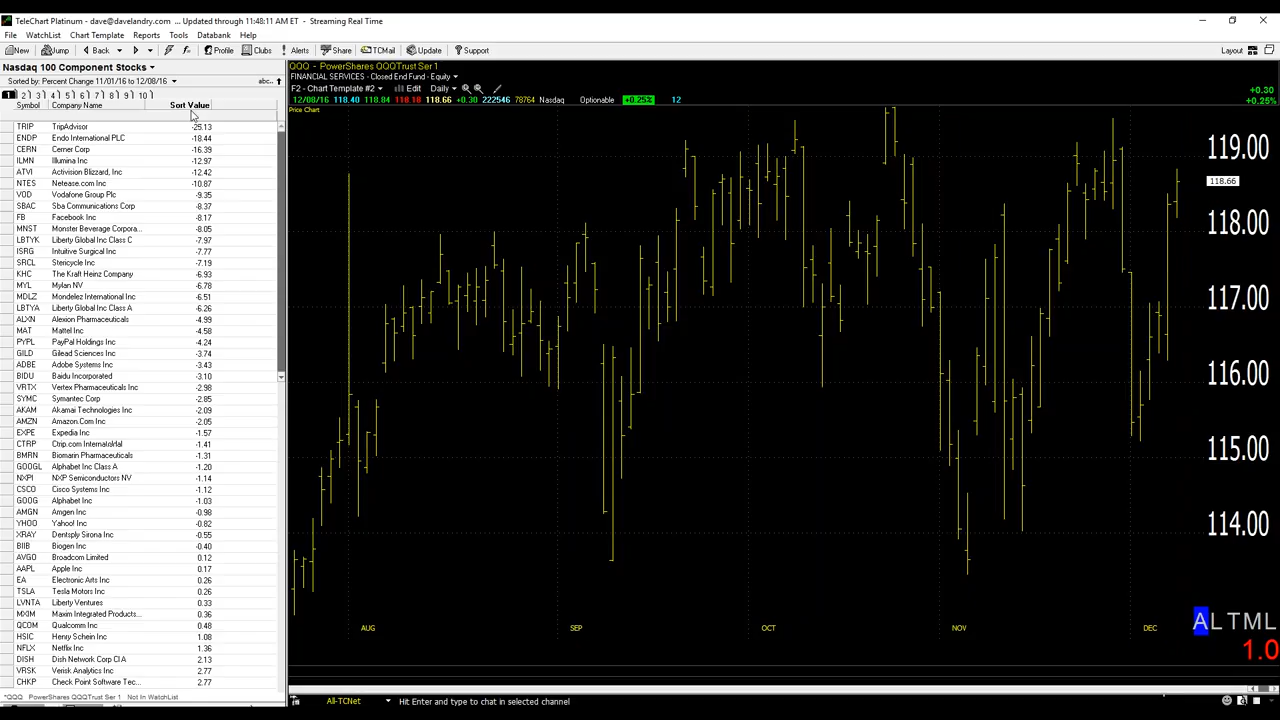 TeleChart Platinum - dave@davelandry.com ... Updated through 11:48:11 AM ET - Streaming Real Time
File WatchList Chart Template Reports Tools Databank Help
New Jump Back Profile Clubs Alerts Share TCMail Update Support Layout
Nasdaq 100 Component Stocks
Sorted by: Percent Change 11/01/16 to 12/08/16 abc..
1 2 3 4 5 6 7 8 9 10
Symbol Company Name Sort Value
TRIP TripAdvisor -25.13
ENDP Endo International PLC -18.44
CERN Cerner Corp -16.39
ILMN Illumina Inc -12.97
ATVI Activision Blizzard, Inc -12.42
NTES Netease.com Inc -10.87
VOD Vodafone Group Plc -9.35
SBAC Sba Communications Corp -8.37
FB Facebook Inc -8.17
MNST Monster Beverage Corpora... -8.05
LBTYK Liberty Global Inc Class C -7.97
ISRG Intuitive Surgical Inc -7.77
SRCL Stericycle Inc -7.19
KHC The Kraft Heinz Company -6.93
MYL Mylan NV -6.78
MDLZ Mondelez International Inc -6.51
LBTYA Liberty Global Inc Class A -6.26
ALXN Alexion Pharmaceuticals -4.99
MAT Mattel Inc -4.58
PYPL PayPal Holdings Inc -4.24
GILD Gilead Sciences Inc -3.74
ADBE Adobe Systems Inc -3.43
BIDU Baidu Incorporated -3.10
VRTX Vertex Pharmaceuticals Inc -2.98
SYMC Symantec Corp -2.85
AKAM Akamai Technologies Inc -2.09
AMZN Amazon.Com Inc -2.05
EXPE Expedia Inc -1.57
CTRP Ctrip.com International -1.41
BMRN Biomarin Pharmaceuticals -1.31
GOOGL Alphabet Inc Class A -1.20
NXPI NXP Semiconductors NV -1.14
CSCO Cisco Systems Inc -1.12
GOOG Alphabet Inc -1.03
AMGN Amgen Inc -0.98
YHOO Yahoo! Inc -0.82
XRAY Dentsply Sirona Inc -0.55
BIIB Biogen Inc -0.40
AVGO Broadcom Limited 0.12
AAPL Apple Inc 0.17
EA Electronic Arts Inc 0.26
TSLA Tesla Motors Inc 0.26
LVNTA Liberty Ventures 0.33
MXIM Maxim Integrated Products... 0.36
QCOM Qualcomm Inc 0.48
HSIC Henry Schein Inc 1.08
NFLX Netflix Inc 1.36
DISH Dish Network Corp Cl A 2.13
VRSK Verisk Analytics Inc 2.77
CHKP Check Point Software Tec... 2.77
*QQQ PowerShares QQQTrust Ser 1 Not In WatchList
QQQ - PowerShares QQQTrust Ser 1
FINANCIAL SERVICES - Closed End Fund - Equity
F2 - Chart Template #2 Edit Daily
12/08/16 118.40 118.84 118.18 118.66 +0.30 222546 78764 Nasdaq Optionable +0.25% 12
+0.30
+0.25%
Price Chart
119.00
118.66
118.00
117.00
116.00
115.00
114.00
AUG SEP OCT NOV DEC
ALTML
1.0
All-TCNet Hit Enter and type to chat in selected channel